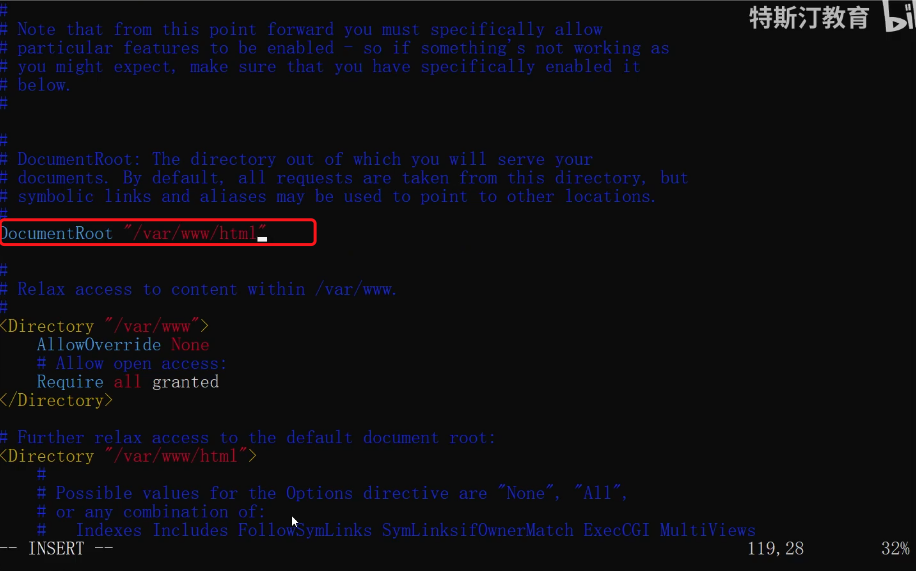 特斯汀教育
#
# Note that from this point forward you must specifically allow
# particular features to be enabled - so if something's not working as
# you might expect, make sure that you have specifically enabled it
# below.
#
#
# DocumentRoot: The directory out of which you will serve your
# documents. By default, all requests are taken from this directory, but
# symbolic links and aliases may be used to point to other locations.
#
DocumentRoot "/var/www/html"
#
# Relax access to content within /var/www.
#
<Directory "/var/www">
    AllowOverride None
    # Allow open access:
    Require all granted
</Directory>
# Further relax access to the default document root:
<Directory "/var/www/html">
    #
    # Possible values for the Options directive are "None", "All",
    # or any combination of:
    #   Indexes Includes FollowSymLinks SymLinksifOwnerMatch ExecCGI MultiViews
-- INSERT -- 119,28 32%